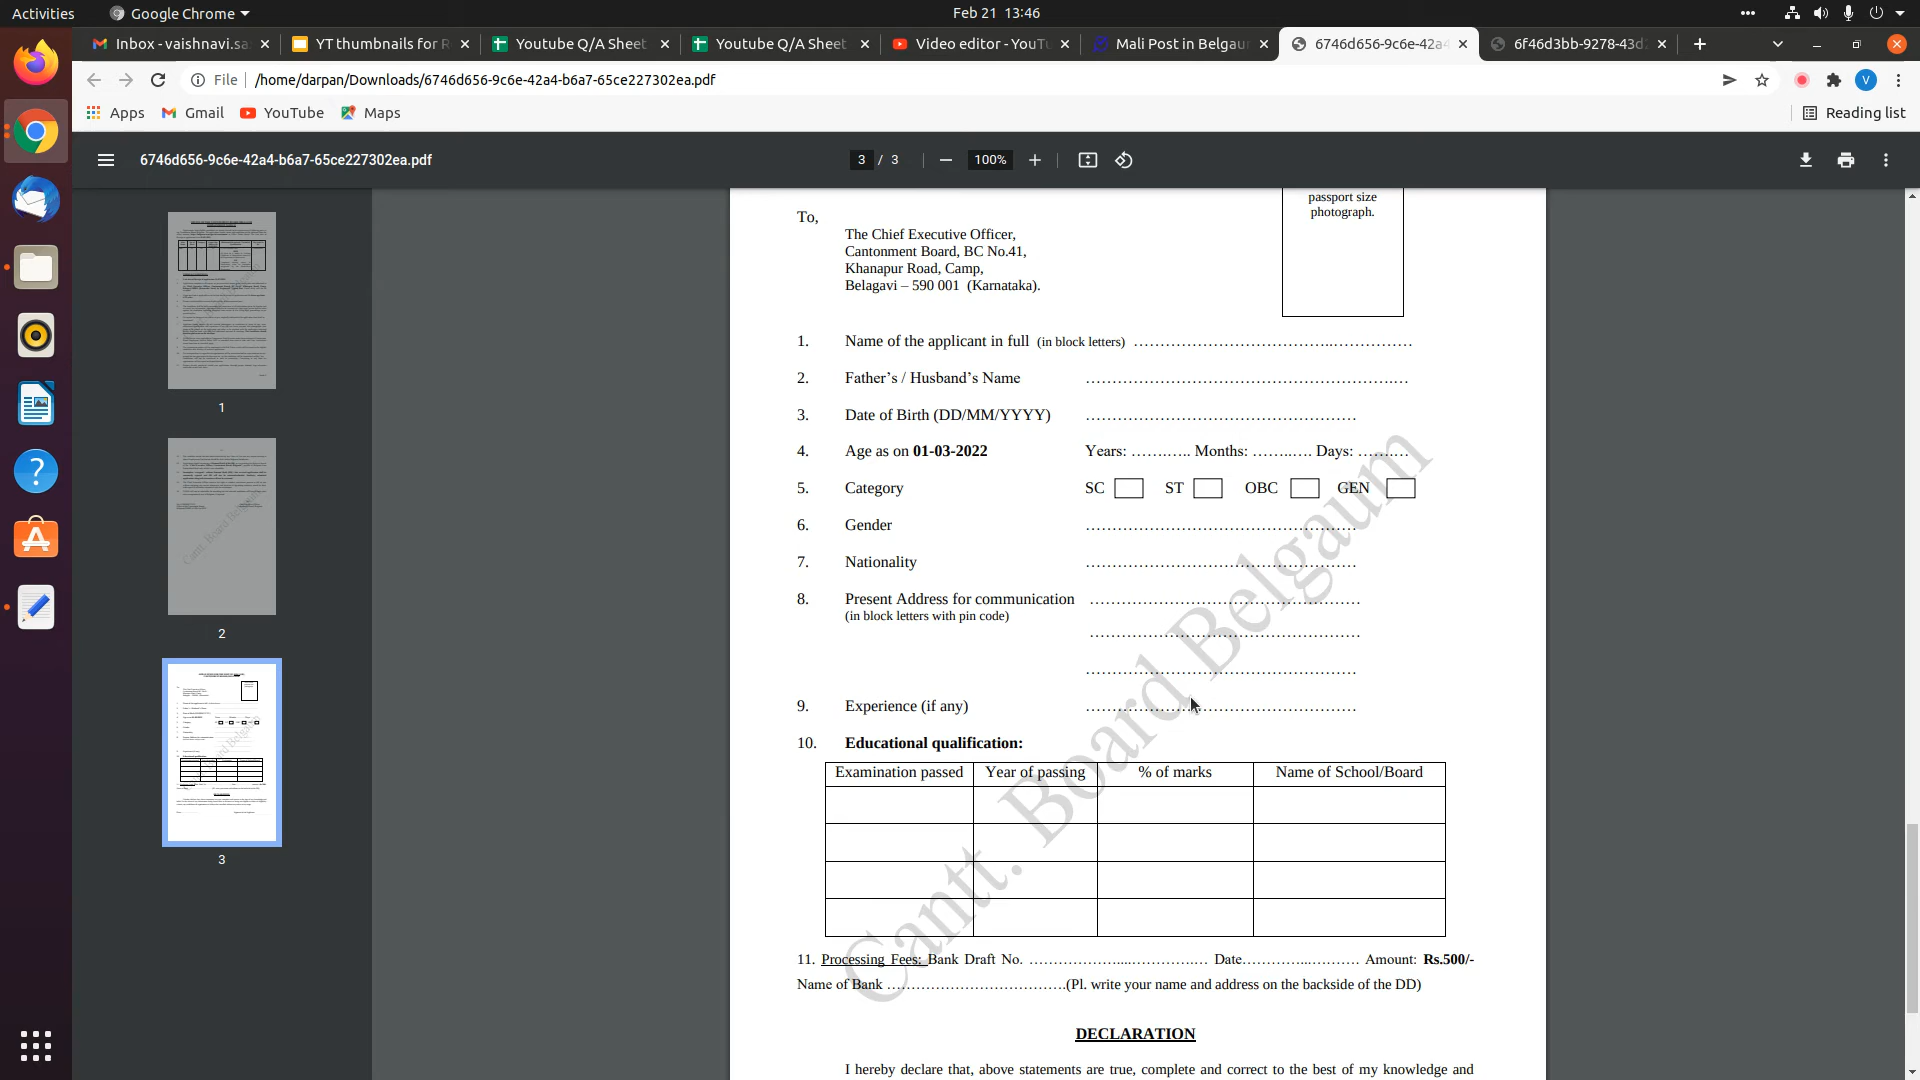 Activities Google Chrome Feb 21 13:46
Inbox - vaishnavi.sa YT thumbnails for R Youtube Q/A Sheet Youtube Q/A Sheet Video editor - YouTu Mali Post in Belgaum 6746d656-9c6e-42a4 6f46d3bb-9278-43d
File /home/darpan/Downloads/6746d656-9c6e-42a4-b6a7-65ce227302ea.pdf V
Apps Gmail YouTube Maps Reading list
6746d656-9c6e-42a4-b6a7-65ce227302ea.pdf 3 / 3 100%
1
2
3
passport size
photograph.
To,
The Chief Executive Officer,
Cantonment Board, BC No.41,
Khanapur Road, Camp,
Belagavi – 590 001 (Karnataka).
1. Name of the applicant in full (in block letters) ………………………………..……………
2. Father's / Husband's Name …………………………………………………….…
3. Date of Birth (DD/MM/YYYY) ……………………………………………
4. Age as on 01-03-2022 Years: …….….. Months: …….….. Days: …….…
5. Category SC ST OBC GEN
6. Gender ……………………………………………
7. Nationality ……………………………………………
8. Present Address for communication ……………………………………………
(in block letters with pin code)
……………………………………………
……………………………………………
9. Experience (if any) ……………………………………………
10. Educational qualification:
Examination passed Year of passing % of marks Name of School/Board
11. Processing Fees: Bank Draft No. ………………...………….… Date…………..……… Amount: Rs.500/-
Name of Bank …………………………….(Pl. write your name and address on the backside of the DD)
DECLARATION
I hereby declare that, above statements are true, complete and correct to the best of my knowledge and
Cantt. Board Belgaum